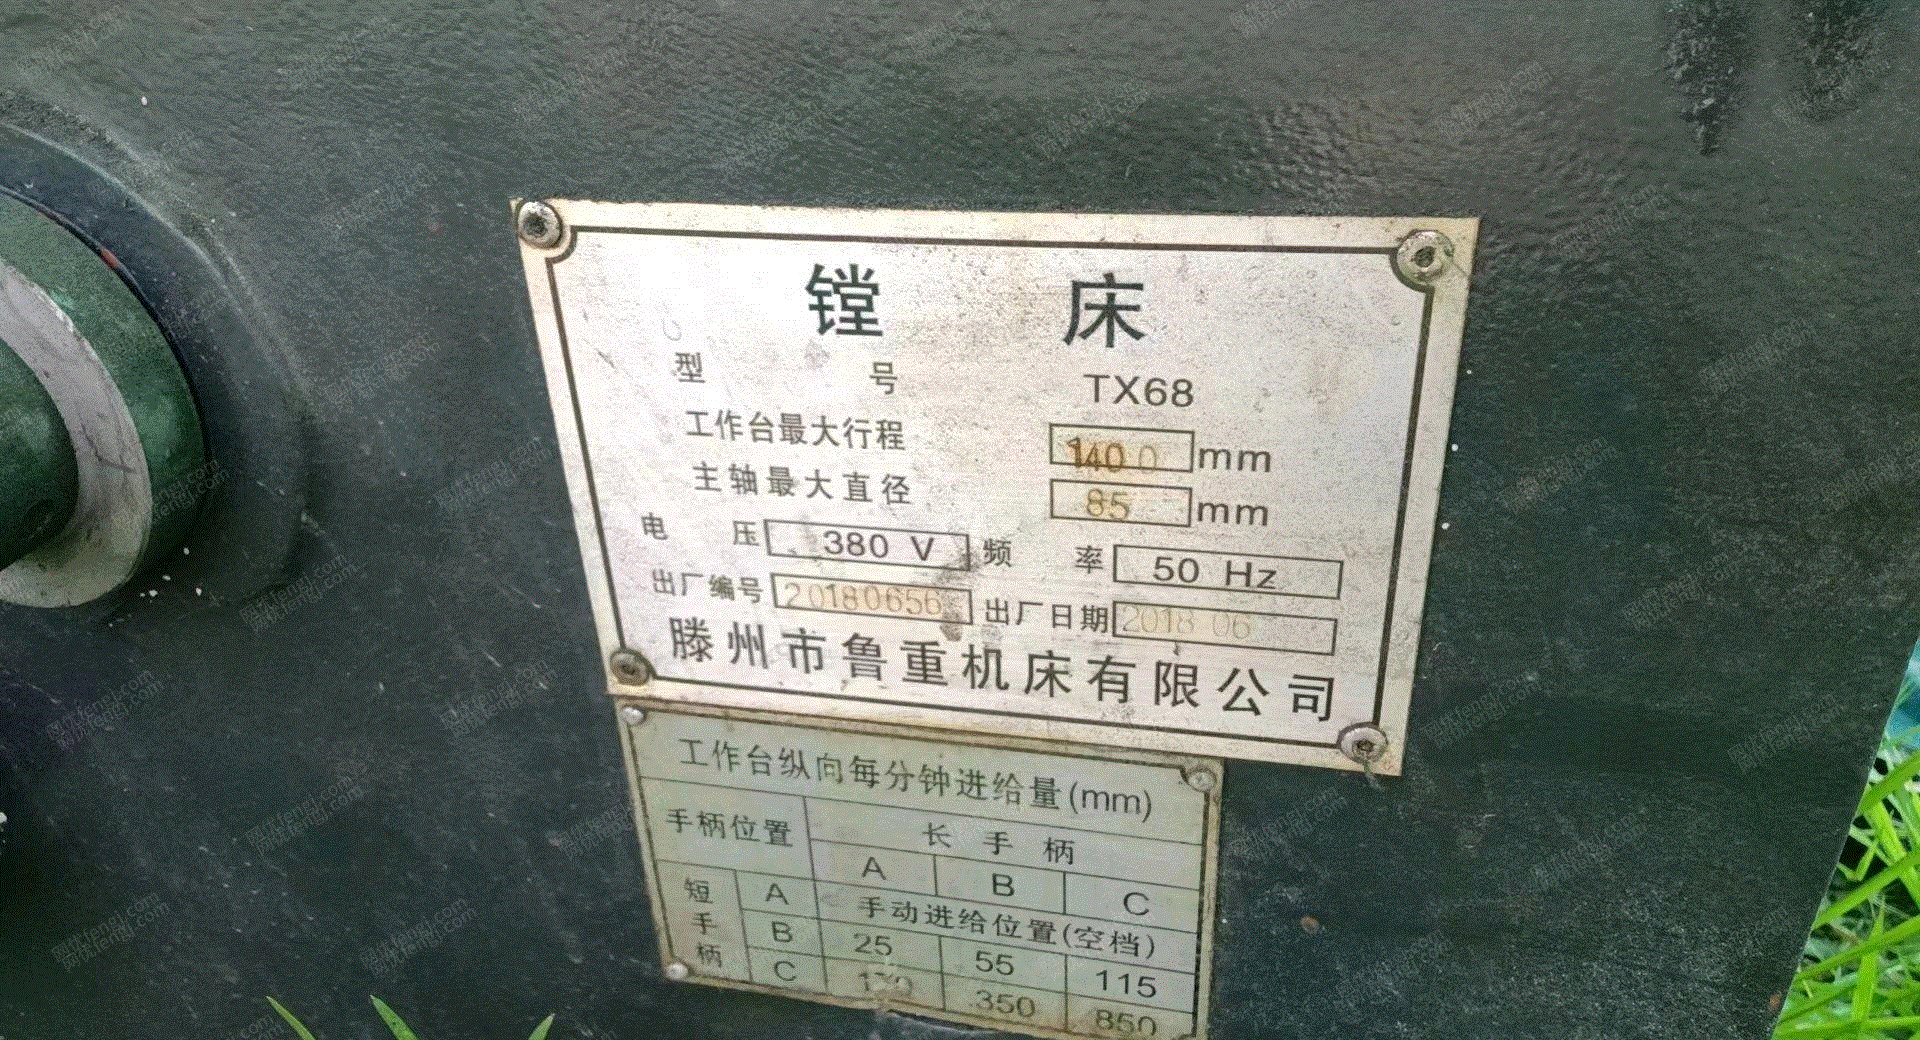 镗 床
型 号 TX68
工作台最大行程 1400 mm
主轴最大直径 85 mm
电 压 380 V 频 率 50 Hz
出厂编号 20180656 出厂日期 2018 06
滕州市鲁重机床有限公司
工作台纵向每分钟进给量(mm)
手柄位置 长 手 柄
A B C
短手柄 A 手动进给位置(空档)
B 25 55 115
C 350 850